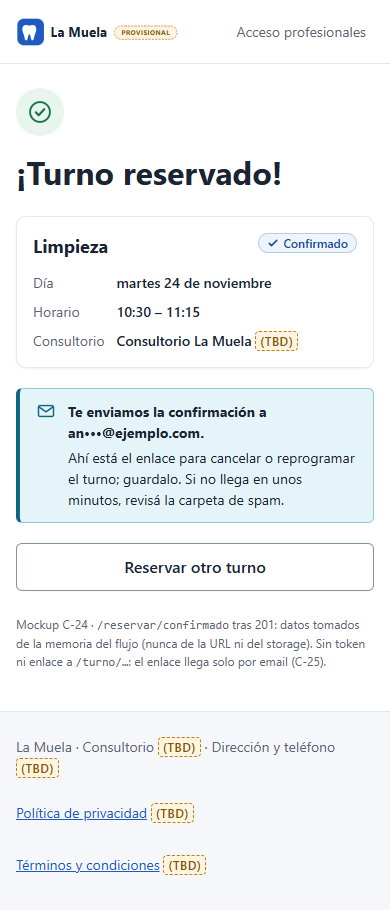 La Muela PROVISIONAL Acceso profesionales
¡Turno reservado!
Limpieza Confirmado
Día martes 24 de noviembre
Horario 10:30 – 11:15
Consultorio Consultorio La Muela (TBD)
Te enviamos la confirmación a
an•••@ejemplo.com.
Ahí está el enlace para cancelar o reprogramar
el turno; guardalo. Si no llega en unos
minutos, revisá la carpeta de spam.
Reservar otro turno
Mockup C-24 · /reservar/confirmado tras 201: datos tomados
de la memoria del flujo (nunca de la URL ni del storage). Sin token
ni enlace a /turno/…: el enlace llega solo por email (C-25).
La Muela · Consultorio (TBD) · Dirección y teléfono
(TBD)
Política de privacidad (TBD)
Términos y condiciones (TBD)